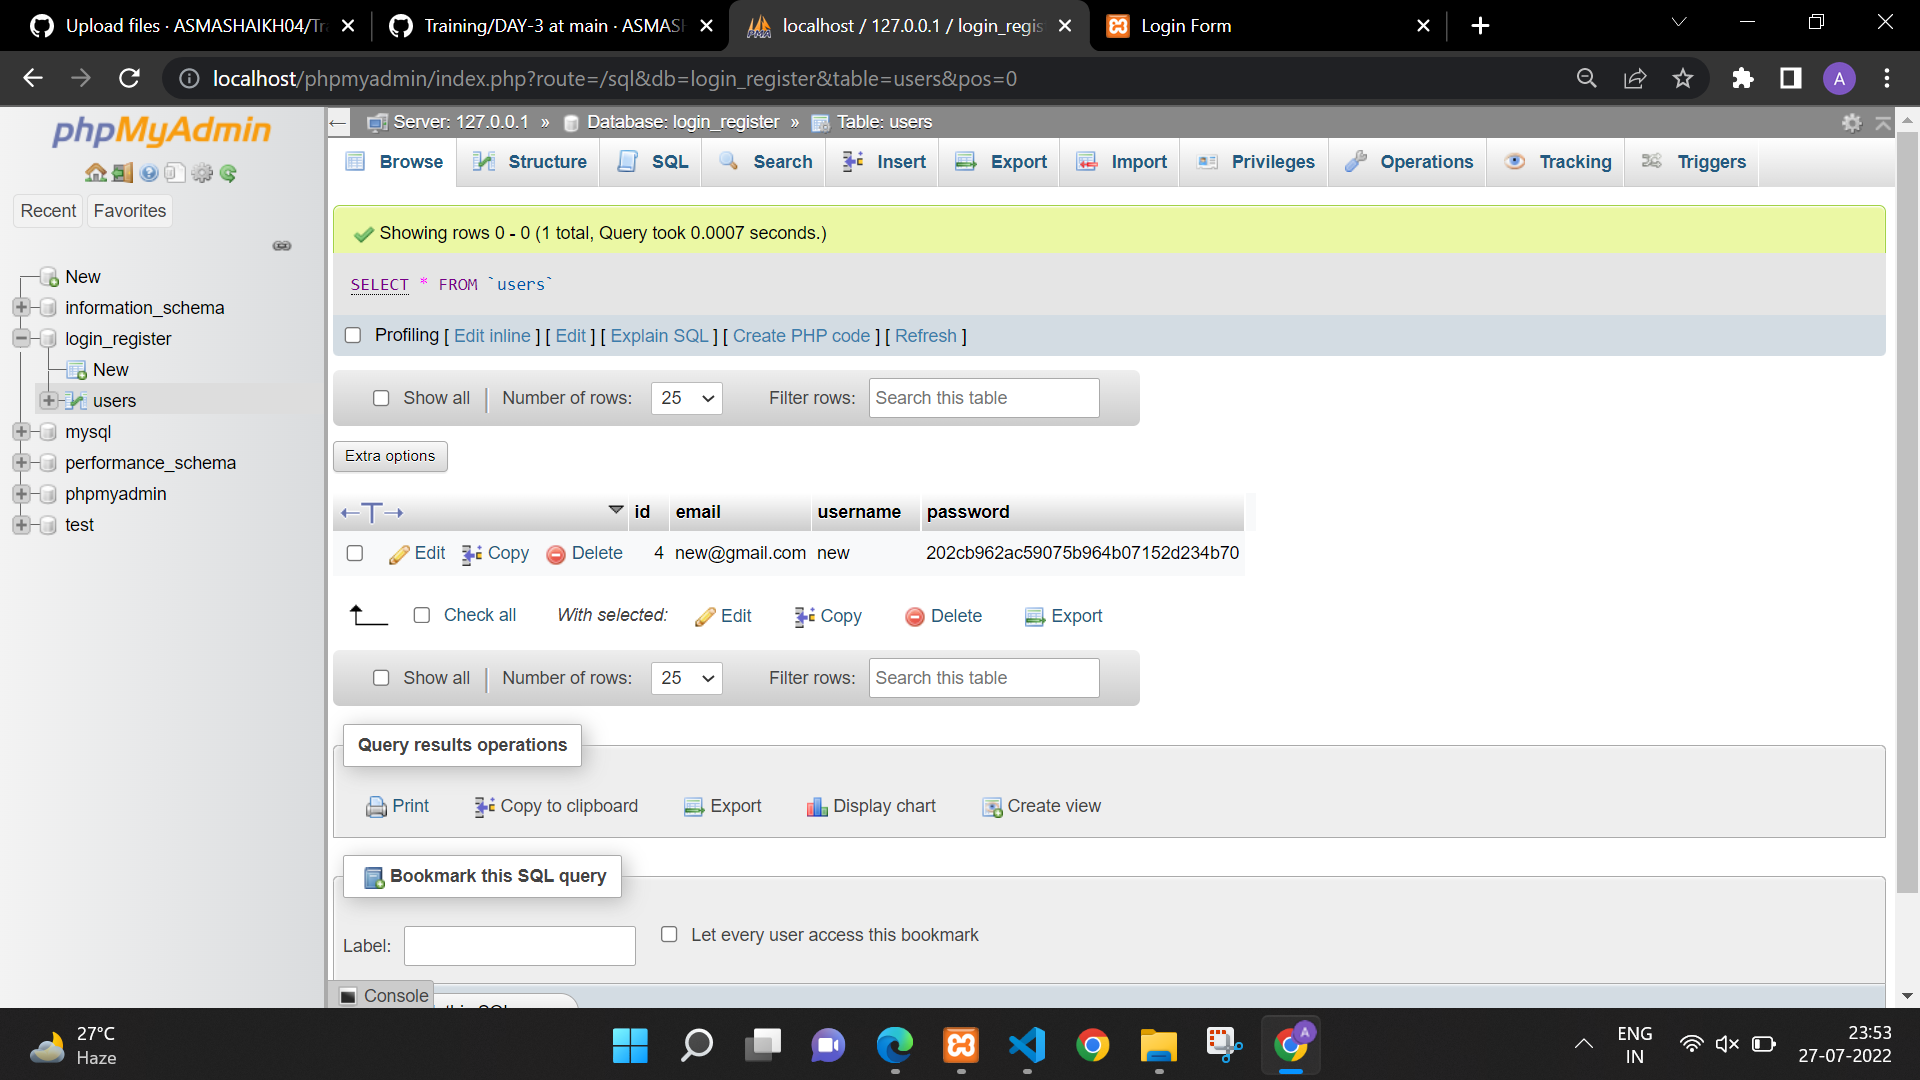 Upload files · ASMASHAIKH04/Tr
Training/DAY-3 at main · ASMASH
localhost / 127.0.0.1 / login_regis
Login Form
localhost/phpmyadmin/index.php?route=/sql&db=login_register&table=users&pos=0
A
phpMyAdmin
Recent
Favorites
New
information_schema
login_register
New
users
mysql
performance_schema
phpmyadmin
test
Server: 127.0.0.1 » Database: login_register » Table: users
Browse Structure SQL Search Insert Export Import Privileges Operations Tracking Triggers
Showing rows 0 - 0 (1 total, Query took 0.0007 seconds.)
SELECT * FROM `users`
Profiling [ Edit inline ] [ Edit ] [ Explain SQL ] [ Create PHP code ] [ Refresh ]
Show all Number of rows: 25 Filter rows: Search this table
Extra options
id email username password
Edit Copy Delete 4 new@gmail.com new 202cb962ac59075b964b07152d234b70
Check all With selected: Edit Copy Delete Export
Show all Number of rows: 25 Filter rows: Search this table
Query results operations
Print Copy to clipboard Export Display chart Create view
Bookmark this SQL query
Label: Let every user access this bookmark
Console
27°C
Haze
A
ENG
IN
23:53
27-07-2022